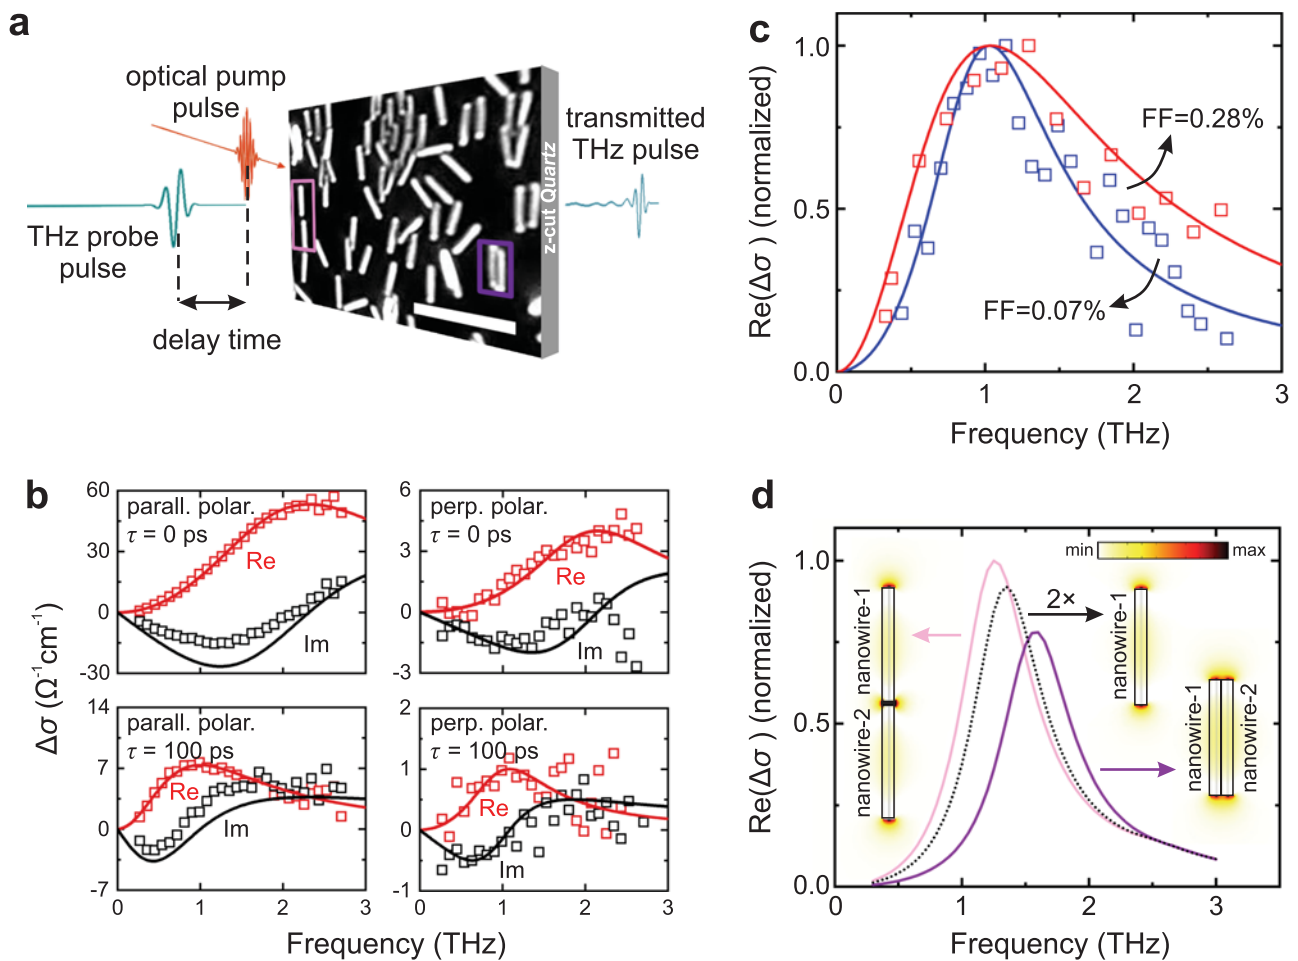 a
optical pump
pulse
THz probe
pulse
delay time
z-cut Quartz
transmitted
THz pulse
b
60
30
0
-30
parall. polar.
τ = 0 ps
Re
Im
6
3
0
-3
perp. polar.
τ = 0 ps
Re
Im
Δσ (Ω⁻¹cm⁻¹)
14
7
0
-7
parall. polar.
τ = 100 ps
Re
Im
0 1 2 3
2
1
0
-1
perp. polar.
τ = 100 ps
Re
Im
0 1 2 3
Frequency (THz)
c
Re(Δσ ) (normalized)
1.0
0.5
0.0
FF=0.28%
FF=0.07%
0 1 2 3
Frequency (THz)
d
Re(Δσ ) (normalized)
1.0
0.5
0.0
min max
2×
nanowire-1
nanowire-2
nanowire-1
nanowire-1
nanowire-2
0 1 2 3
Frequency (THz)